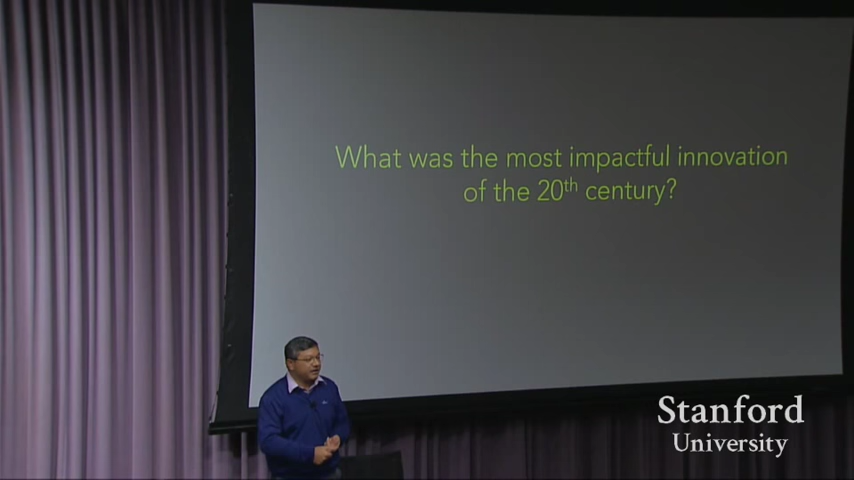 What was the most impactful innovation
of the 20th century?
Stanford
University